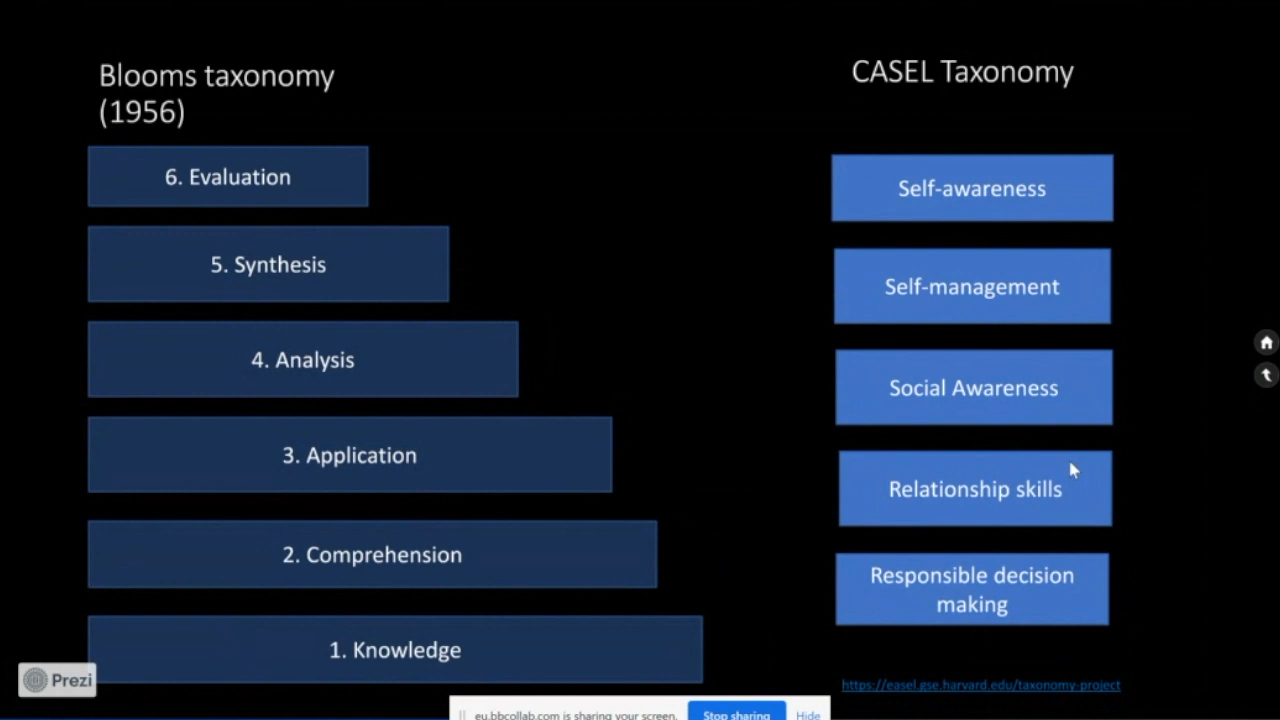 Blooms taxonomy
(1956)
6. Evaluation
5. Synthesis
4. Analysis
3. Application
2. Comprehension
1. Knowledge
CASEL Taxonomy
Self-awareness
Self-management
Social Awareness
Relationship skills
Responsible decision
making
https://easel.gse.harvard.edu/taxonomy-project
Prezi
eu.bbcollab.com is sharing your screen.
Stop sharing
Hide